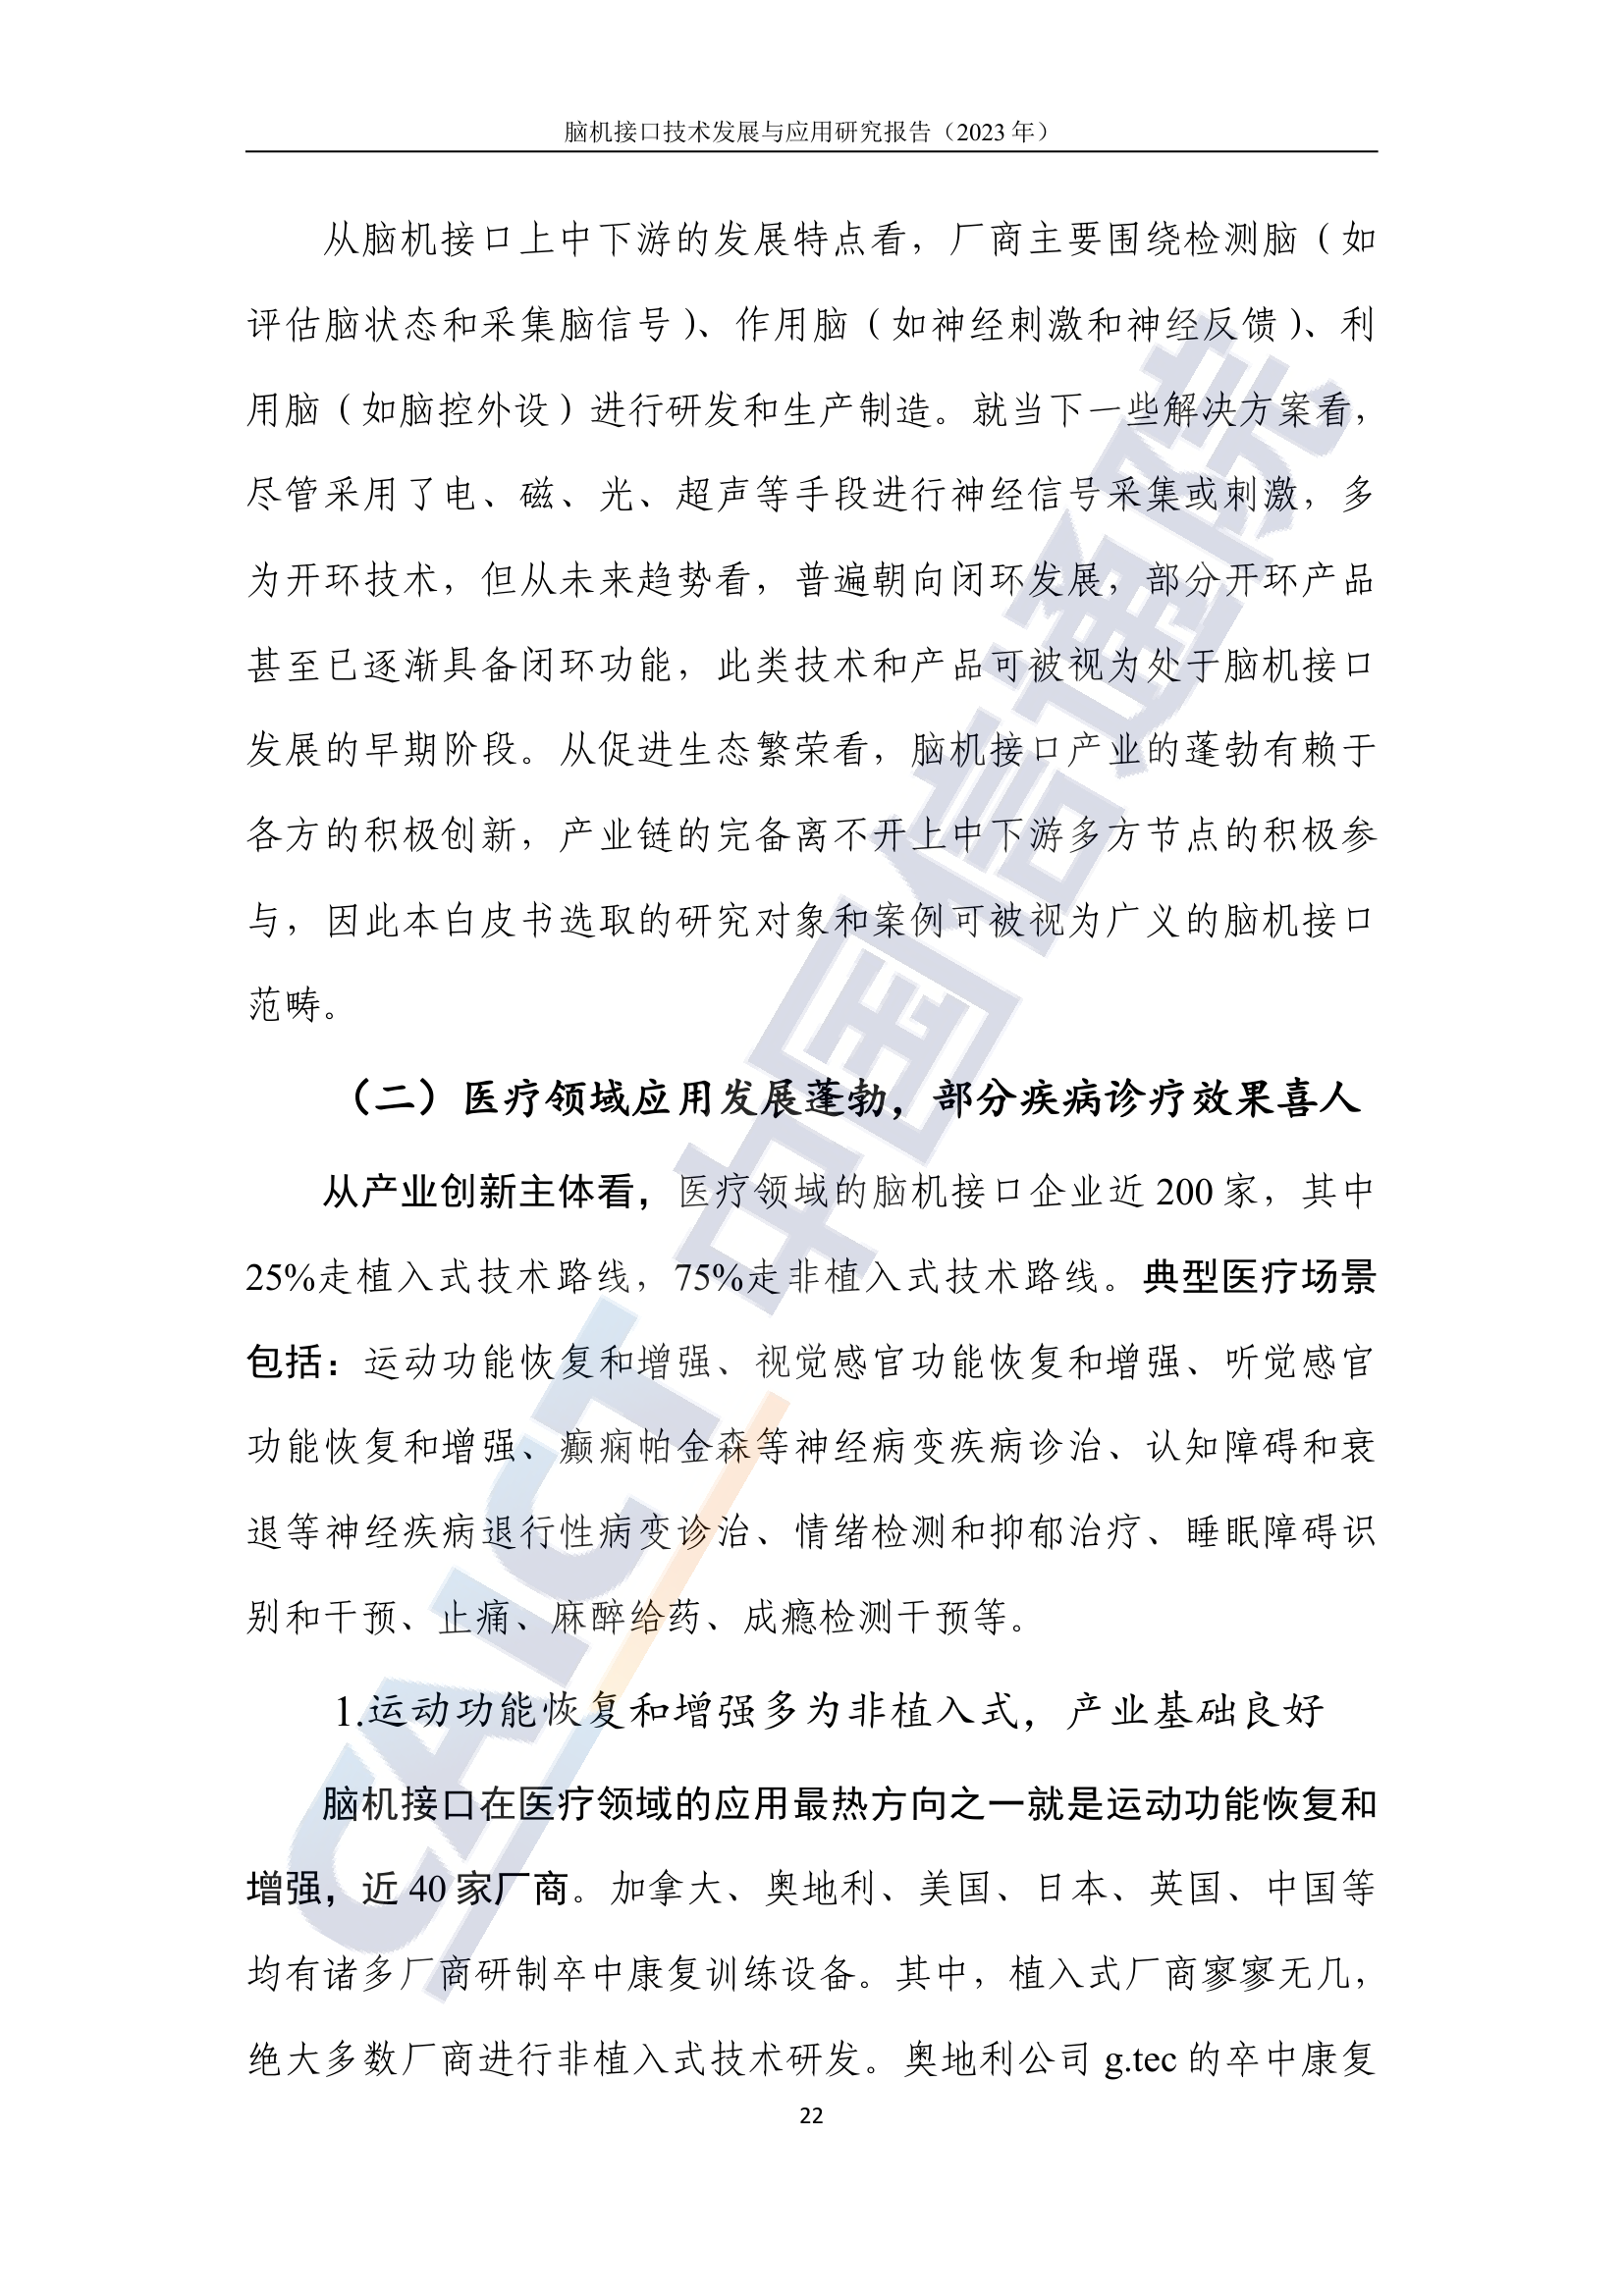 脑机接口技术发展与应用研究报告（2023 年）
从脑机接口上中下游的发展特点看，厂商主要围绕检测脑（如
评估脑状态和采集脑信号）、作用脑（如神经刺激和神经反馈）、利
用脑（如脑控外设）进行研发和生产制造。就当下一些解决方案看，
尽管采用了电、磁、光、超声等手段进行神经信号采集或刺激，多
为开环技术，但从未来趋势看，普遍朝向闭环发展，部分开环产品
甚至已逐渐具备闭环功能，此类技术和产品可被视为处于脑机接口
发展的早期阶段。从促进生态繁荣看，脑机接口产业的蓬勃有赖于
各方的积极创新，产业链的完备离不开上中下游多方节点的积极参
与，因此本白皮书选取的研究对象和案例可被视为广义的脑机接口
范畴。
（二）医疗领域应用发展蓬勃，部分疾病诊疗效果喜人
从产业创新主体看，医疗领域的脑机接口企业近 200 家，其中
25%走植入式技术路线，75%走非植入式技术路线。典型医疗场景
包括：运动功能恢复和增强、视觉感官功能恢复和增强、听觉感官
功能恢复和增强、癫痫帕金森等神经病变疾病诊治、认知障碍和衰
退等神经疾病退行性病变诊治、情绪检测和抑郁治疗、睡眠障碍识
别和干预、止痛、麻醉给药、成瘾检测干预等。
1.运动功能恢复和增强多为非植入式，产业基础良好
脑机接口在医疗领域的应用最热方向之一就是运动功能恢复和
增强，近 40 家厂商。加拿大、奥地利、美国、日本、英国、中国等
均有诸多厂商研制卒中康复训练设备。其中，植入式厂商寥寥无几，
绝大多数厂商进行非植入式技术研发。奥地利公司 g.tec 的卒中康复
22
CAICT 中国信通院